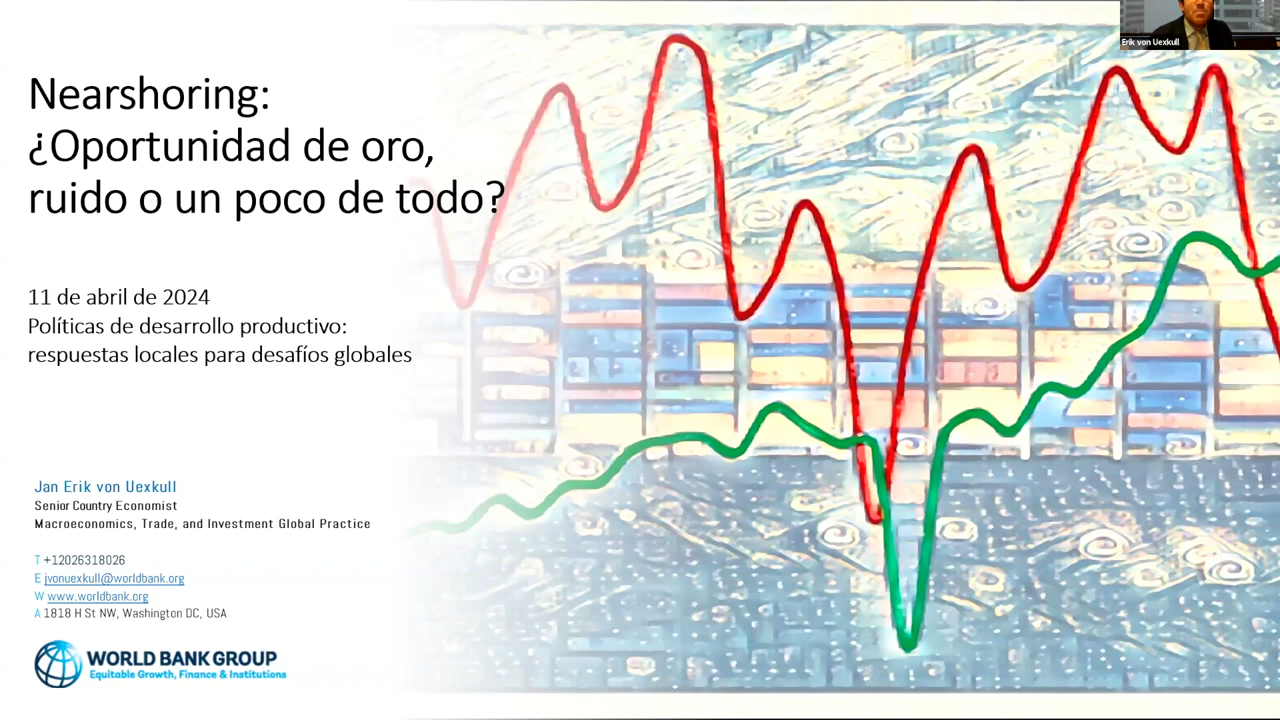 Erik von Uexkull
Nearshoring:
¿Oportunidad de oro,
ruido o un poco de todo?
11 de abril de 2024
Políticas de desarrollo productivo:
respuestas locales para desafíos globales
Jan Erik von Uexkull
Senior Country Economist
Macroeconomics, Trade, and Investment Global Practice
T +12026318026
E jvonuexkull@worldbank.org
W www.worldbank.org
A 1818 H St NW, Washington DC, USA
WORLD BANK GROUP
Equitable Growth, Finance & Institutions